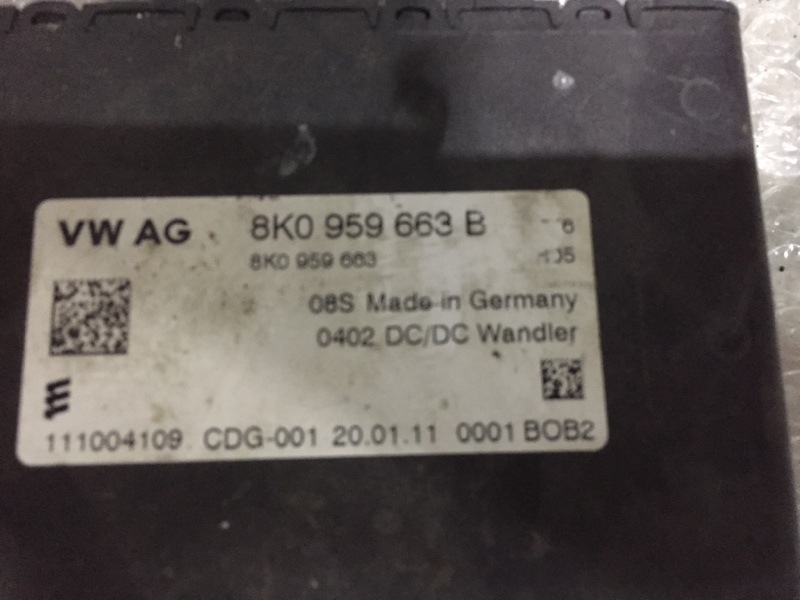 VW AG 8K0 959 663 B 6
8K0 959 663
08S Made in Germany
0402 DC/DC Wandler
111004109 CDG-001 20.01.11 0001 BOB2